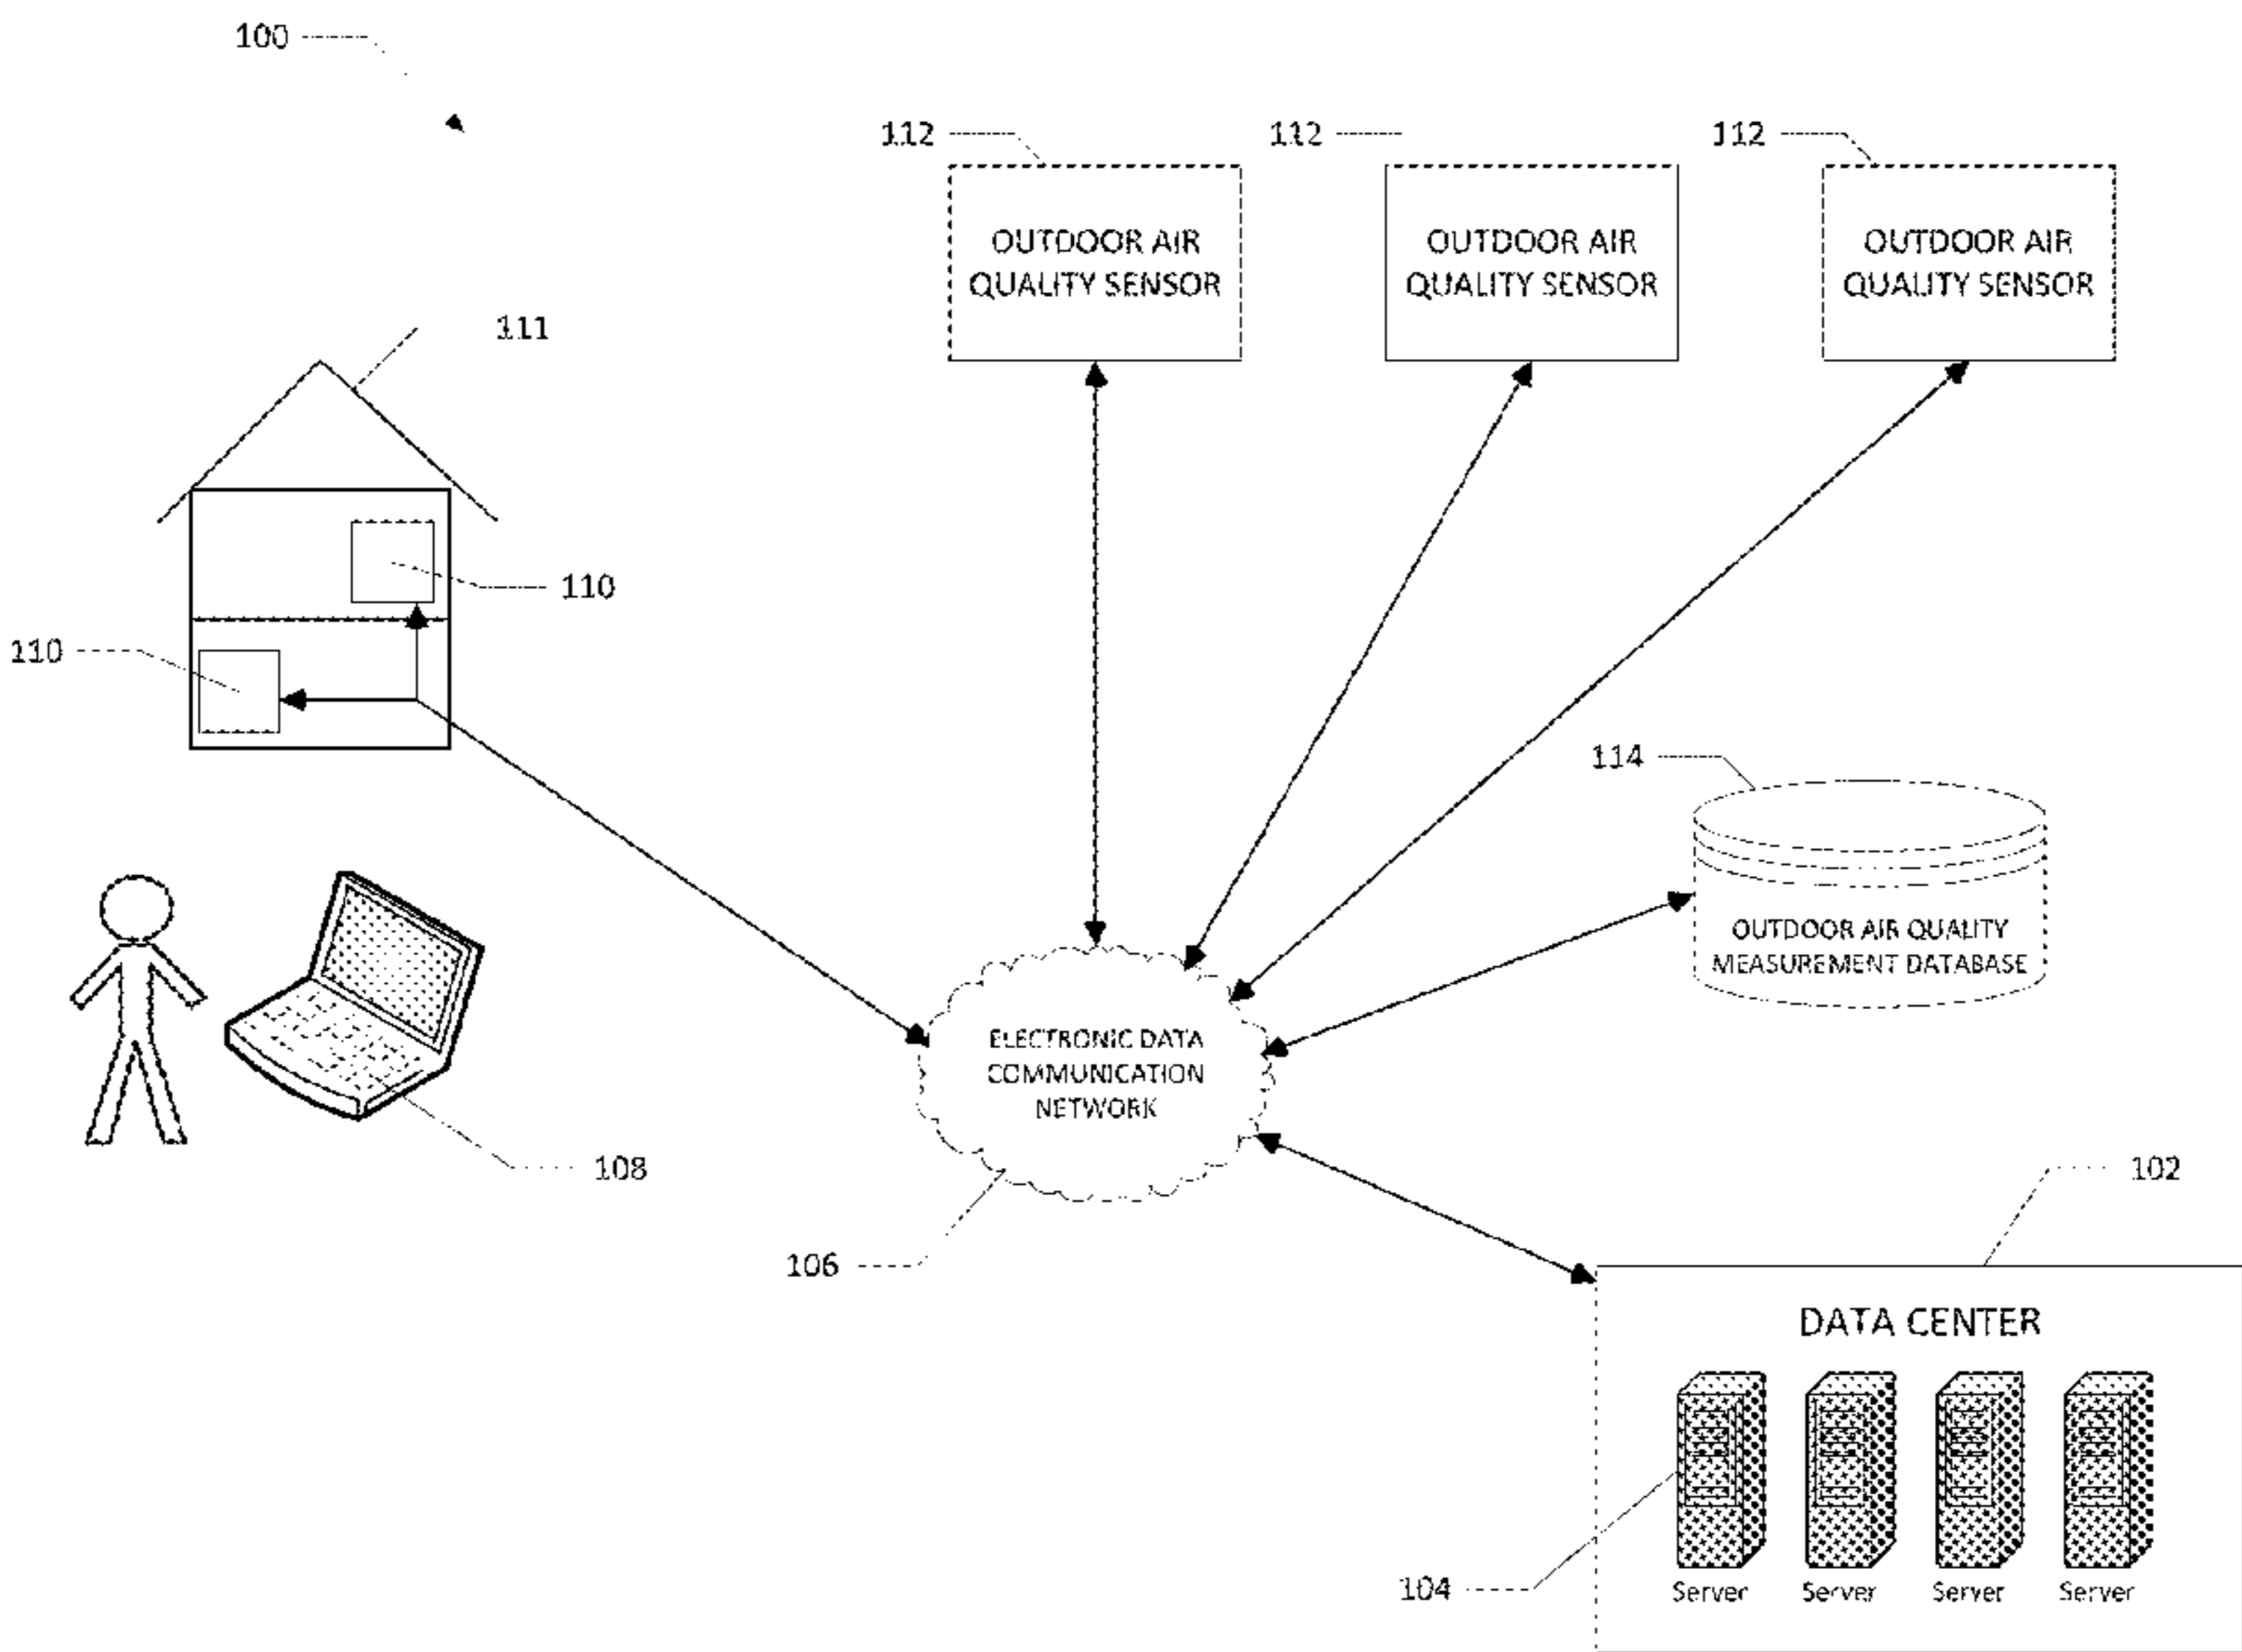 100
112
112
112
OUTDOOR AIR
QUALITY SENSOR
OUTDOOR AIR
QUALITY SENSOR
OUTDOOR AIR
QUALITY SENSOR
111
110
110
114
OUTDOOR AIR QUALITY
MEASUREMENT DATABASE
ELECTRONIC DATA
COMMUNICATION
NETWORK
108
106
102
DATA CENTER
104
Server
Server
Server
Server